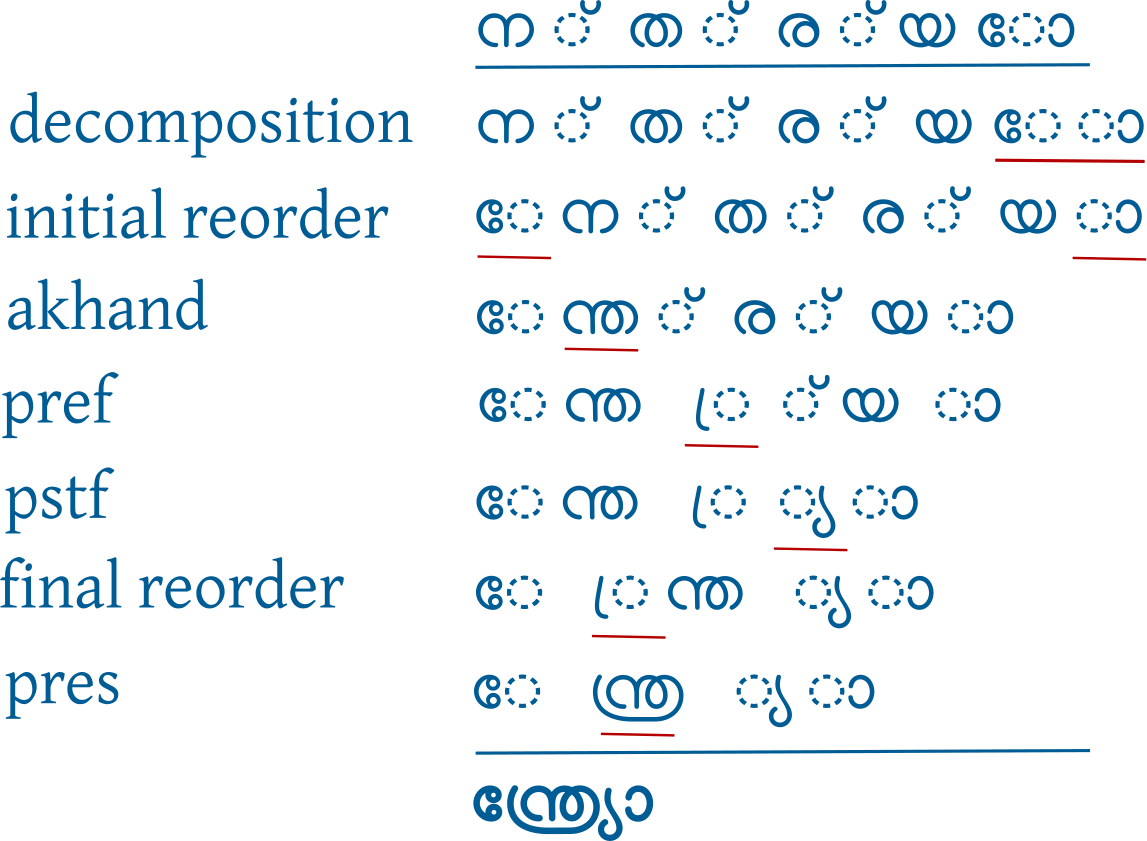 ന ് ത ് ര ് യ ോ
decomposition ന ് ത ് ര ് യ േ ാ
initial reorder േ ന ് ത ് ര ് യ ാ
akhand േ ന്ത ് ര ് യ ാ
pref േ ന്ത ്ര ് യ ാ
pstf േ ന്ത ്ര ്യ ാ
final reorder േ ്ര ന്ത ്യ ാ
pres േ ന്ത്ര ്യ ാ
ന്ത്ര്യോ